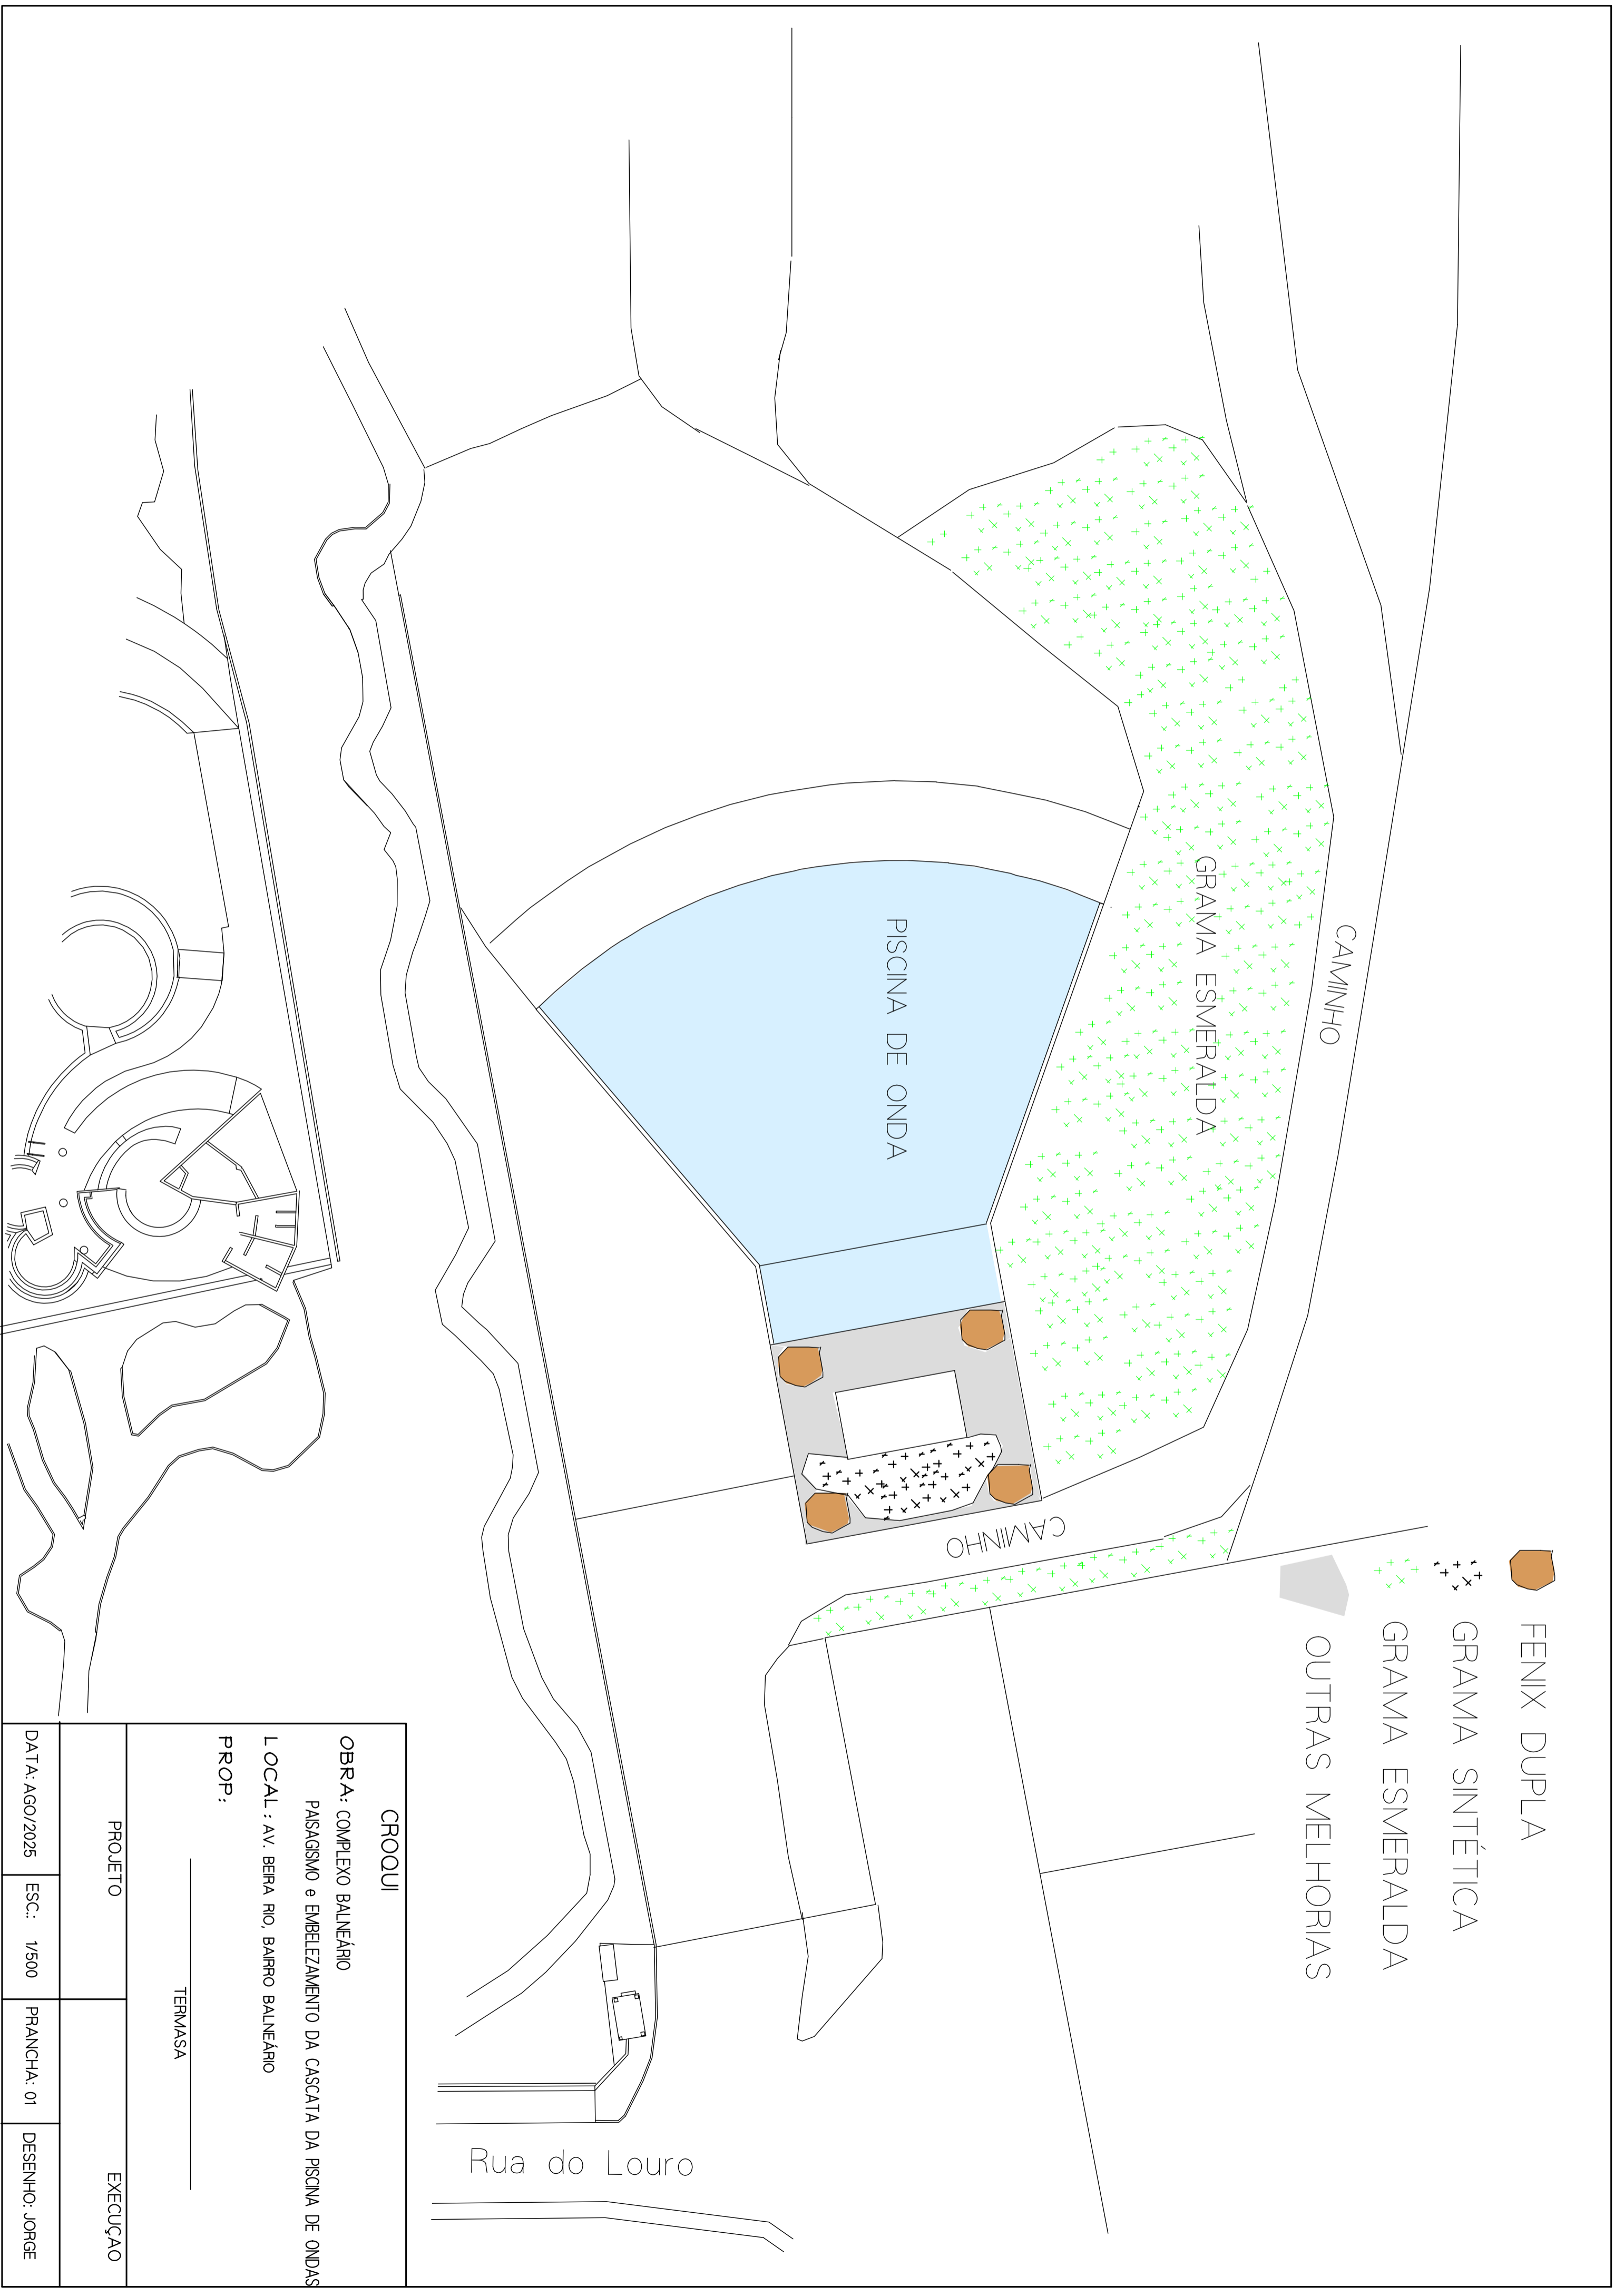 CAMINHO
GRAMA ESMERALDA
PISCINA DE ONDA
CAMINHO
FENIX DUPLA
GRAMA SINTÉTICA
GRAMA ESMERALDA
OUTRAS MELHORIAS
Rua do Louro
CROQUI
OBRA: COMPLEXO BALNEÁRIO
PAISAGISMO e EMBELEZAMENTO DA CASCATA DA PISCINA DE ONDAS
LOCAL: AV. BEIRA RIO, BAIRRO BALNEÁRIO
PROP:
TERMASA
PROJETO EXECUÇAO
DATA: AGO/2025 ESC.: 1/500 PRANCHA: 01 DESENHO: JORGE